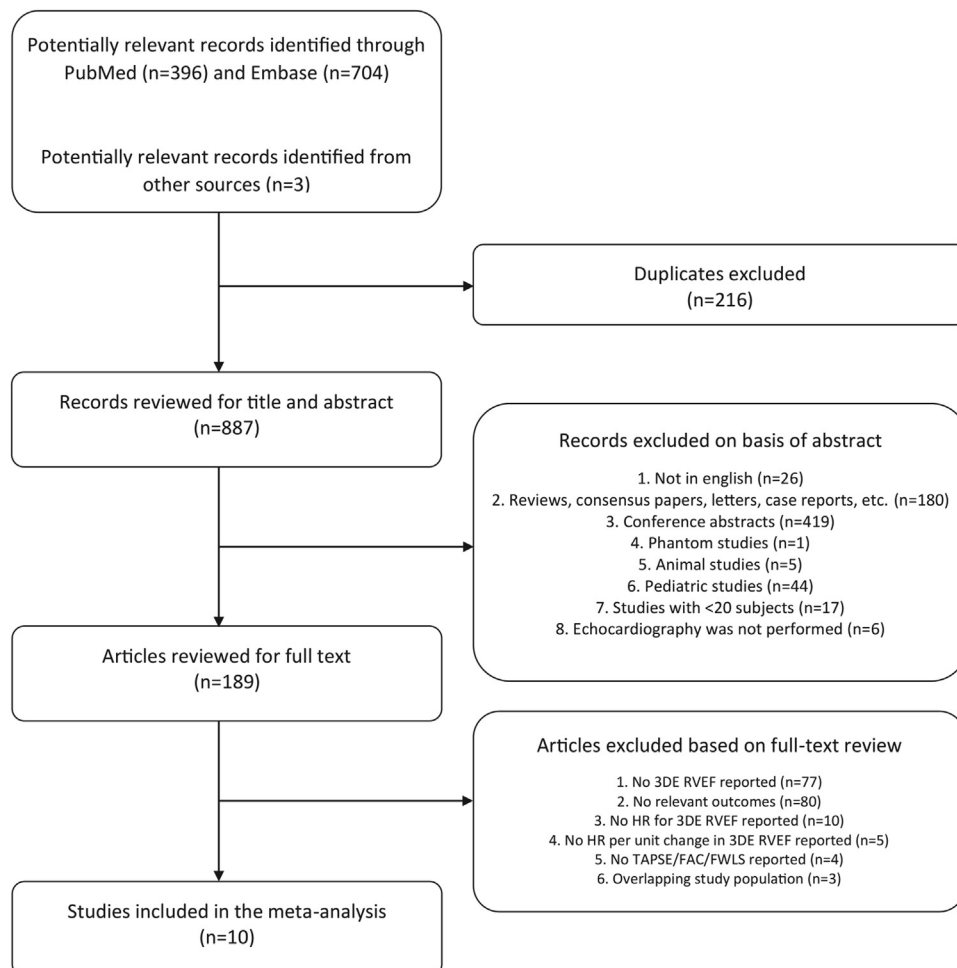 Potentially relevant records identified through
PubMed (n=396) and Embase (n=704)
Potentially relevant records identified from
other sources (n=3)
Duplicates excluded
(n=216)
Records reviewed for title and abstract
(n=887)
Records excluded on basis of abstract
1. Not in english (n=26)
2. Reviews, consensus papers, letters, case reports, etc. (n=180)
3. Conference abstracts (n=419)
4. Phantom studies (n=1)
5. Animal studies (n=5)
6. Pediatric studies (n=44)
7. Studies with <20 subjects (n=17)
8. Echocardiography was not performed (n=6)
Articles reviewed for full text
(n=189)
Articles excluded based on full-text review
1. No 3DE RVEF reported (n=77)
2. No relevant outcomes (n=80)
3. No HR for 3DE RVEF reported (n=10)
4. No HR per unit change in 3DE RVEF reported (n=5)
5. No TAPSE/FAC/FWLS reported (n=4)
6. Overlapping study population (n=3)
Studies included in the meta-analysis
(n=10)